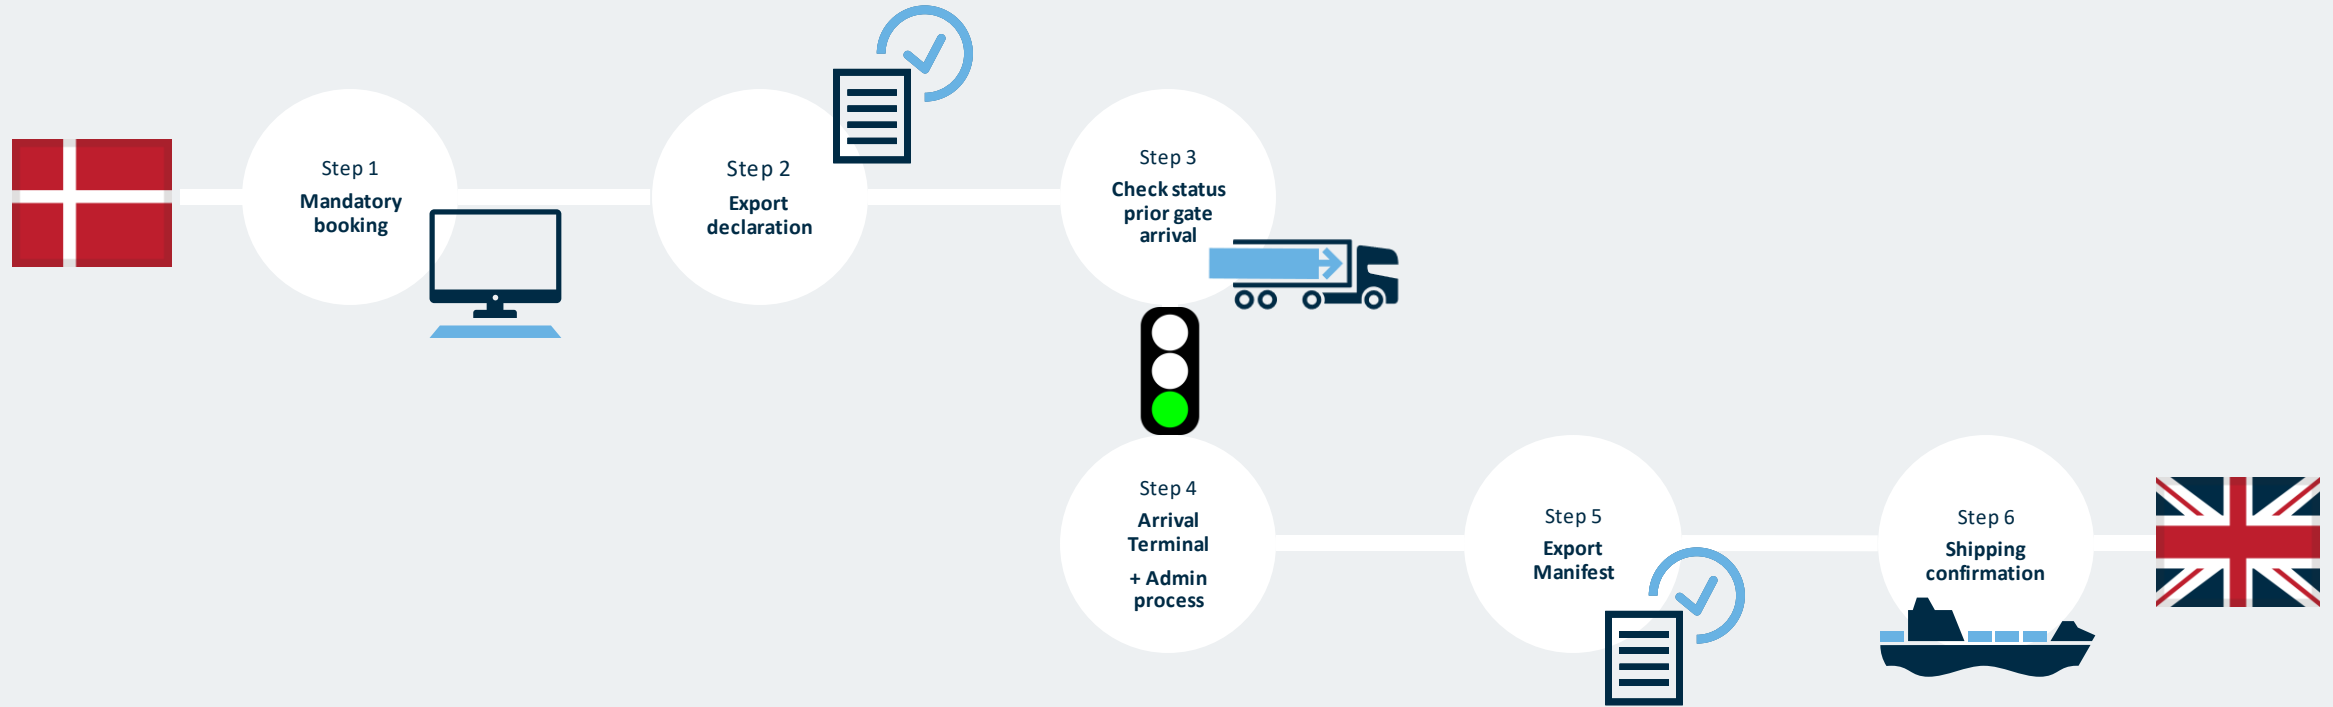 Step 1
Mandatory
booking
Step 2
Export
declaration
Step 3
Check status
prior gate
arrival
Step 4
Arrival
Terminal
+ Admin
process
Step 5
Export
Manifest
Step 6
Shipping
confirmation